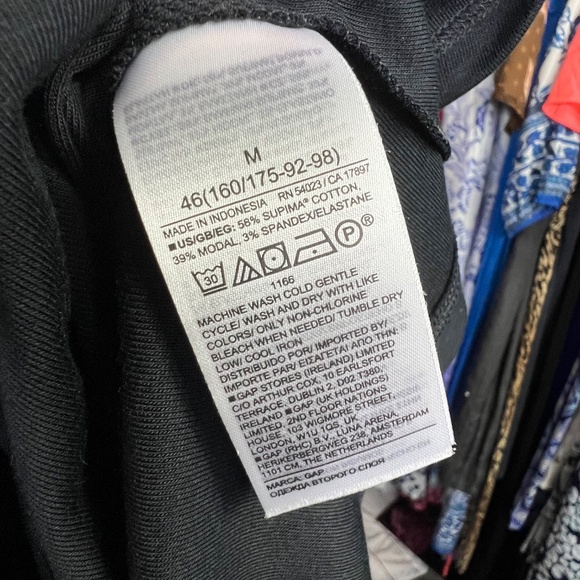 M
46(160/175-92-98)
MADE IN INDONESIA RN 54023 / CA 17897
■US/GB/EG: 58% SUPIMA® COTTON,
39% MODAL, 3% SPANDEX/ELASTANE
30 P
1166
MACHINE WASH COLD GENTLE
CYCLE/ WASH AND DRY WITH LIKE
COLORS/ ONLY NON-CHLORINE
BLEACH WHEN NEEDED/ TUMBLE DRY
LOW/ COOL IRON
DISTRIBUIDO POR/ IMPORTED BY/
IMPORTE PAR/ ΕΙΣΑΓΕΤΑΙ ΑΠΟ ΤΗΝ:
■GAP STORES (IRELAND) LIMITED
C/O ARTHUR COX, 10 EARLSFORT
TERRACE, DUBLIN 2, D02 T380,
IRELAND ■GAP (UK HOLDINGS)
LIMITED, 2ND FLOOR NATIONS
HOUSE, 103 WIGMORE STREET,
LONDON, W1U 1QS, UK
■GAP (RHC) B.V., LUNA ARENA,
HERIKERBERGWEG 238, AMSTERDAM
1101 CM, THE NETHERLANDS
МАРКА: GAP
ОДЕЖДА ВТОРОГО СЛОЯ